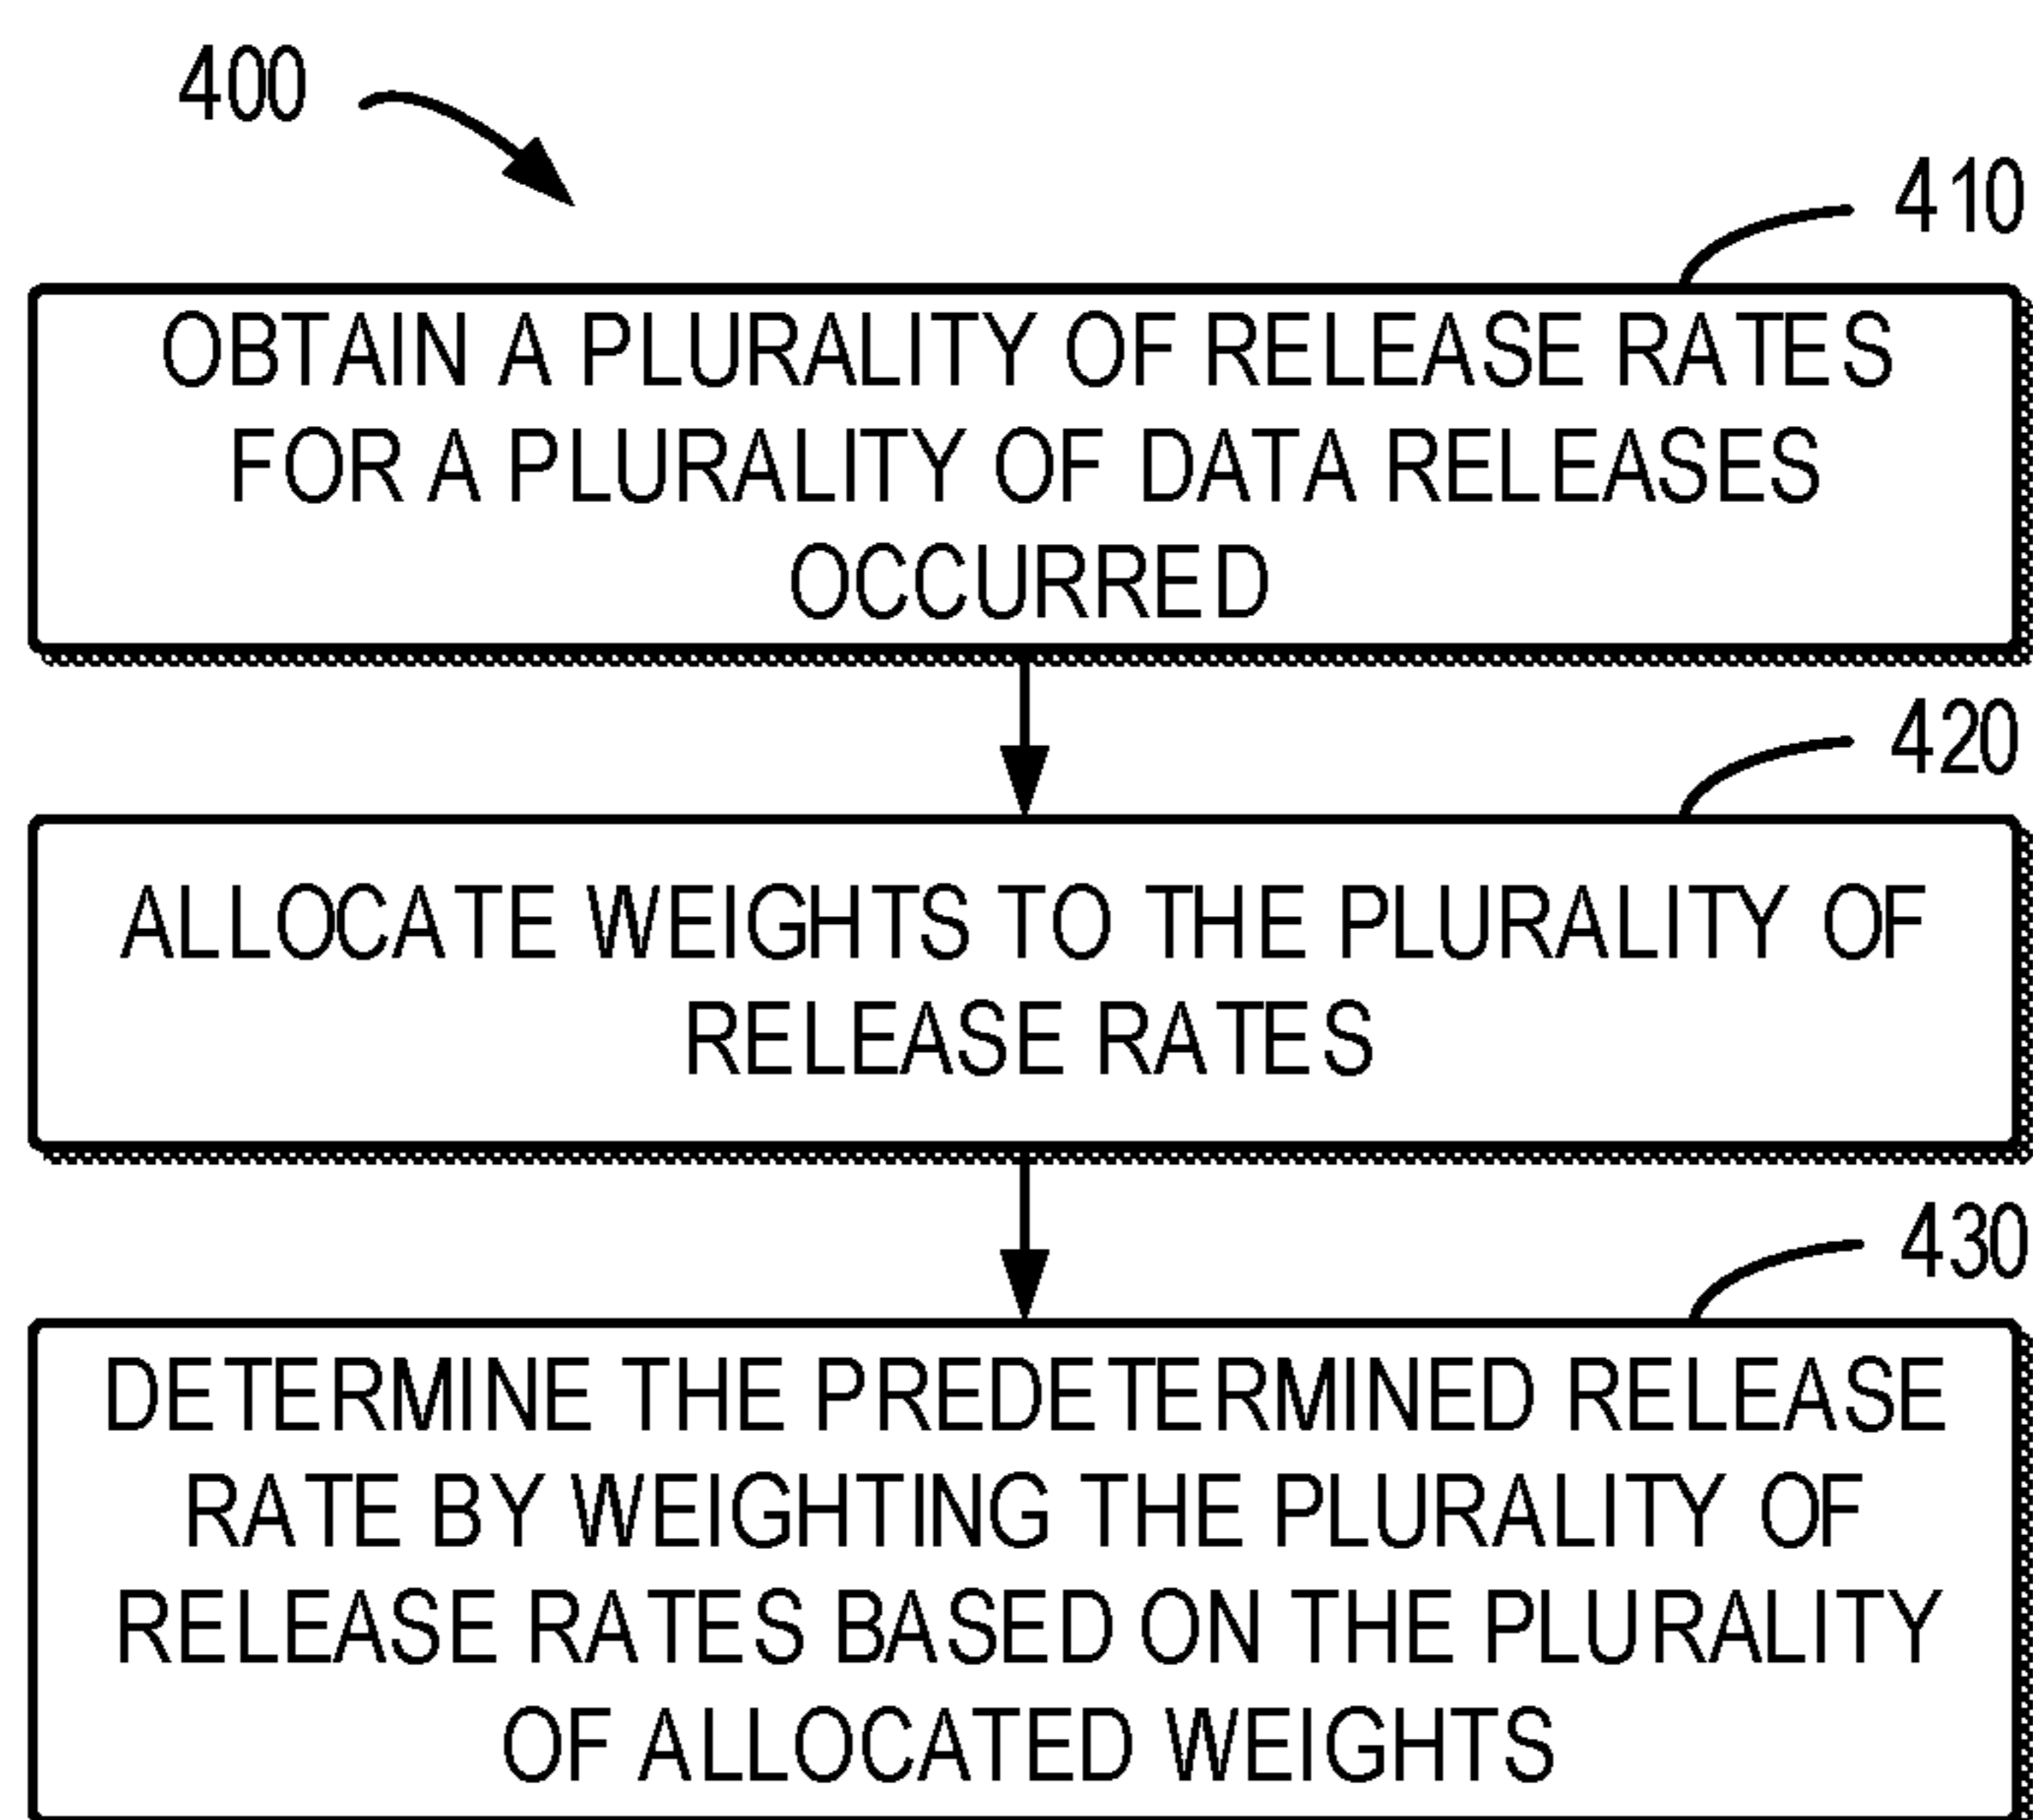 400
410
OBTAIN A PLURALITY OF RELEASE RATES
FOR A PLURALITY OF DATA RELEASES
OCCURRED
420
ALLOCATE WEIGHTS TO THE PLURALITY OF
RELEASE RATES
430
DETERMINE THE PREDETERMINED RELEASE
RATE BY WEIGHTING THE PLURALITY OF
RELEASE RATES BASED ON THE PLURALITY
OF ALLOCATED WEIGHTS